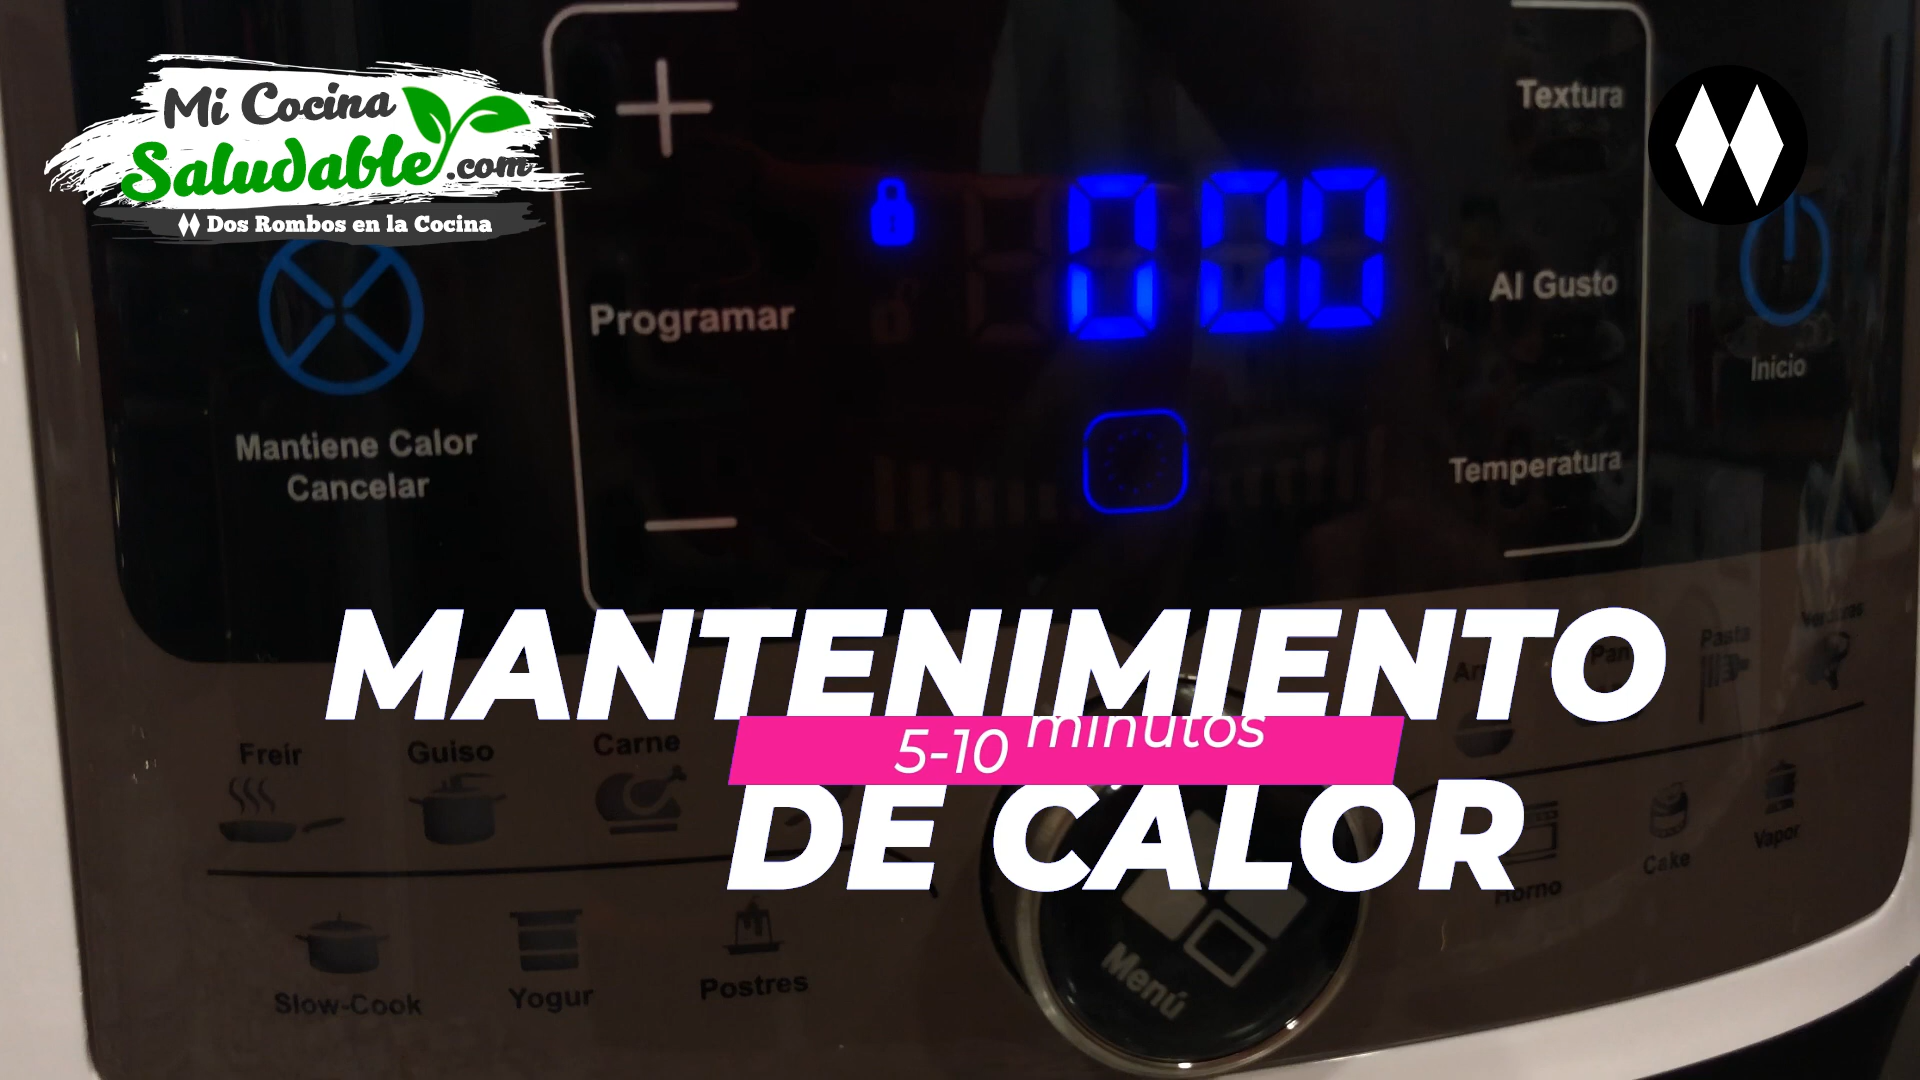 Mi Cocina
Saludable.com
Dos Rombos en la Cocina
Textura
Al Gusto
Temperatura
Programar
0 00
Inicio
Mantiene Calor
Cancelar
MANTENIMIENTO
5-10 minutos
DE CALOR
Freír
Guiso
Carne
Pasta
Verduras
Horno
Cake
Vapor
Slow-Cook
Yogur
Postres
Menú